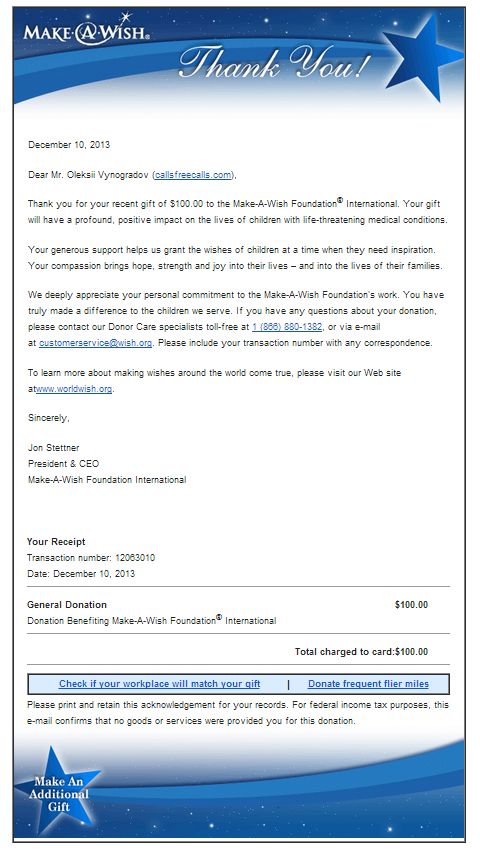 MAKE-A-WISH®
Thank You!
December 10, 2013
Dear Mr. Oleksii Vynogradov (callsfreecalls.com),
Thank you for your recent gift of $100.00 to the Make-A-Wish Foundation® International. Your gift
will have a profound, positive impact on the lives of children with life-threatening medical conditions.
Your generous support helps us grant the wishes of children at a time when they need inspiration.
Your compassion brings hope, strength and joy into their lives – and into the lives of their families.
We deeply appreciate your personal commitment to the Make-A-Wish Foundation's work. You have
truly made a difference to the children we serve. If you have any questions about your donation,
please contact our Donor Care specialists toll-free at 1 (866) 880-1382, or via e-mail
at customerservice@wish.org. Please include your transaction number with any correspondence.
To learn more about making wishes around the world come true, please visit our Web site
atwww.worldwish.org.
Sincerely,
Jon Stettner
President & CEO
Make-A-Wish Foundation International
Your Receipt
Transaction number: 12063010
Date: December 10, 2013
General Donation $100.00
Donation Benefiting Make-A-Wish Foundation® International
Total charged to card:$100.00
Check if your workplace will match your gift | Donate frequent flier miles
Please print and retain this acknowledgement for your records. For federal income tax purposes, this
e-mail confirms that no goods or services were provided you for this donation.
Make An
Additional
Gift